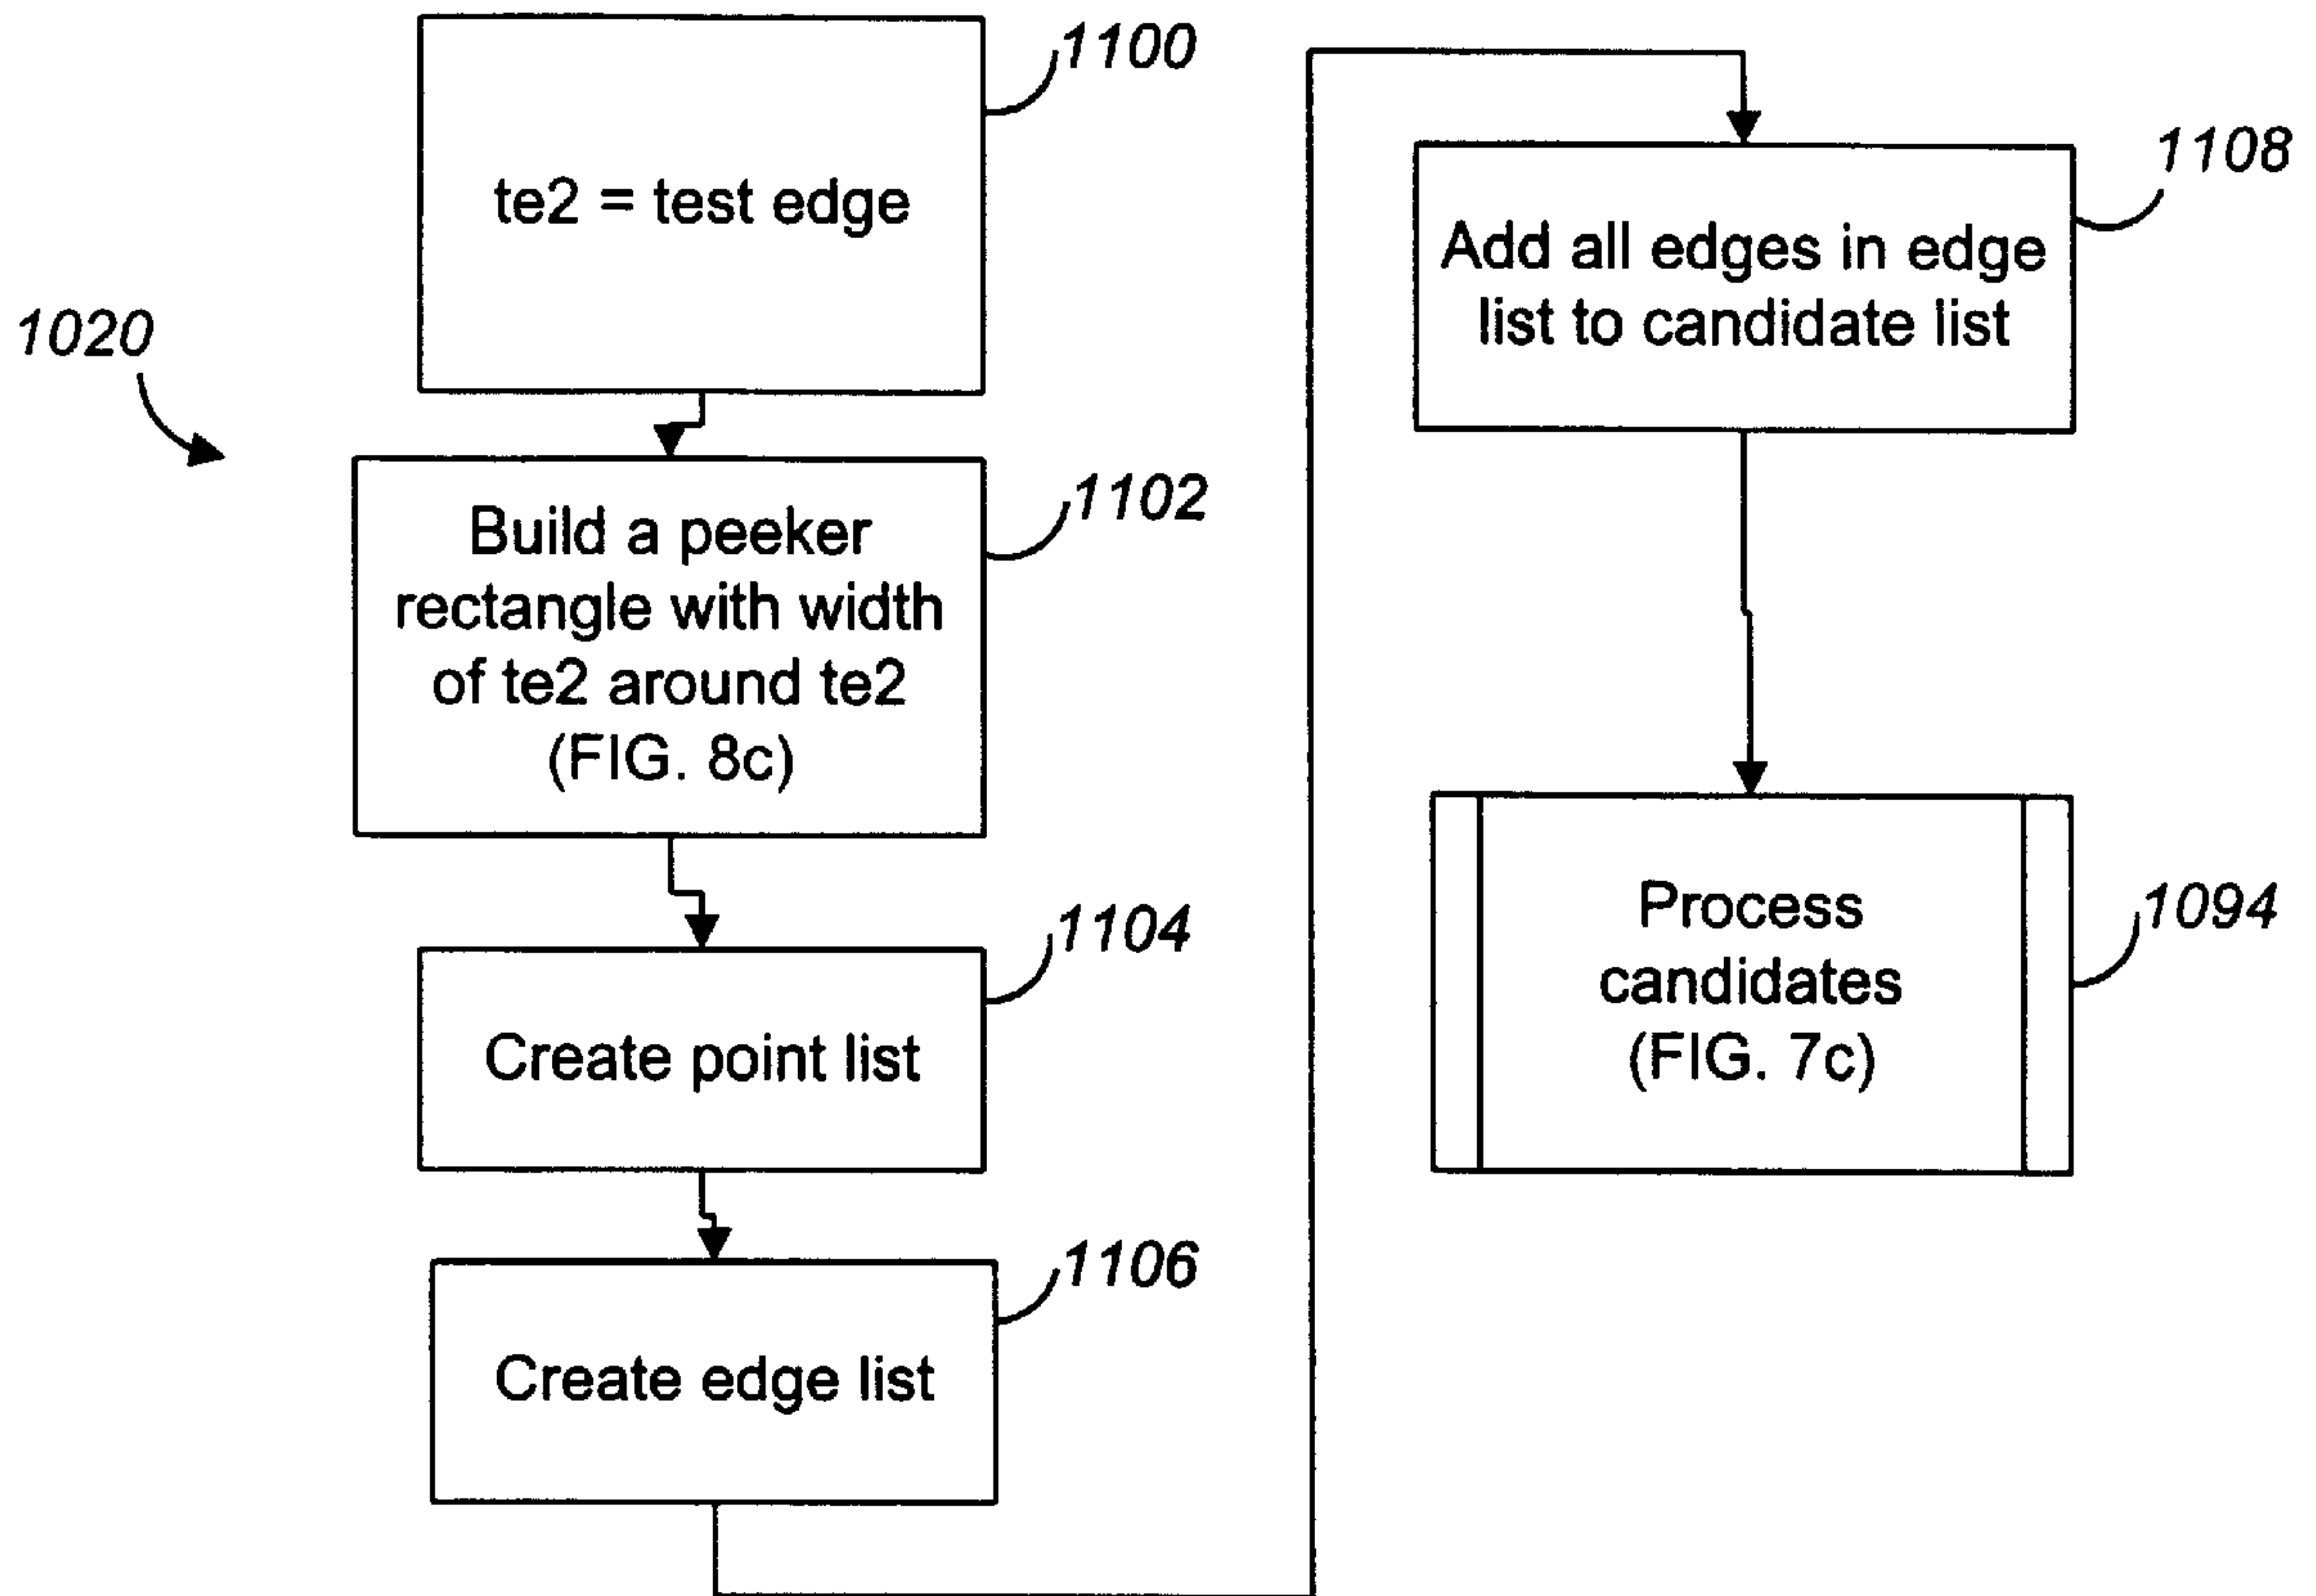 1100
te2 = test edge
1020
1102
Build a peeker
rectangle with width
of te2 around te2
(FIG. 8c)
1104
Create point list
1106
Create edge list
1108
Add all edges in edge
list to candidate list
1094
Process
candidates
(FIG. 7c)